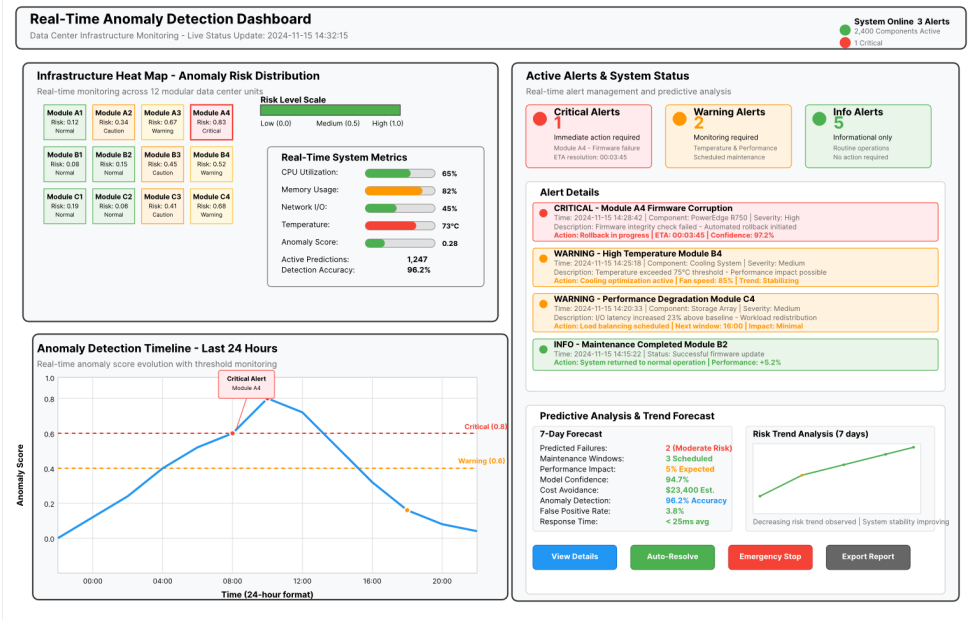 Real-Time Anomaly Detection Dashboard
Data Center Infrastructure Monitoring - Live Status Update: 2024-11-15 14:32:15
System Online 3 Alerts
2,400 Components Active
1 Critical
Infrastructure Heat Map - Anomaly Risk Distribution
Real-time monitoring across 12 modular data center units
Module A1
Risk: 0.12
Normal
Module A2
Risk: 0.34
Caution
Module A3
Risk: 0.67
Warning
Module A4
Risk: 0.83
Critical
Module B1
Risk: 0.08
Normal
Module B2
Risk: 0.15
Normal
Module B3
Risk: 0.45
Caution
Module B4
Risk: 0.52
Warning
Module C1
Risk: 0.19
Normal
Module C2
Risk: 0.06
Normal
Module C3
Risk: 0.41
Caution
Module C4
Risk: 0.68
Warning
Risk Level Scale
Low (0.0)
Medium (0.5)
High (1.0)
Real-Time System Metrics
CPU Utilization:
65%
Memory Usage:
82%
Network I/O:
45%
Temperature:
73°C
Anomaly Score:
0.28
Active Predictions:
1,247
Detection Accuracy:
96.2%
Anomaly Detection Timeline - Last 24 Hours
Real-time anomaly score evolution with threshold monitoring
Anomaly Score
1.0
0.8
0.6
0.4
0.2
0.0
Critical Alert
Module A4
Critical (0.8)
Warning (0.6)
00:00
04:00
08:00
12:00
16:00
20:00
Time (24-hour format)
Active Alerts & System Status
Real-time alert management and predictive analysis
Critical Alerts
1
Immediate action required
Module A4 - Firmware failure
ETA resolution: 00:03:45
Warning Alerts
2
Monitoring required
Temperature & Performance
Scheduled maintenance
Info Alerts
5
Informational only
Routine operations
No action required
Alert Details
CRITICAL - Module A4 Firmware Corruption
Time: 2024-11-15 14:28:42 | Component: PowerEdge R750 | Severity: High
Description: Firmware integrity check failed - Automated rollback initiated
Action: Rollback in progress | ETA: 00:03:45 | Confidence: 97.2%
WARNING - High Temperature Module B4
Time: 2024-11-15 14:25:18 | Component: Cooling System | Severity: Medium
Description: Temperature exceeded 75°C threshold - Performance impact possible
Action: Cooling optimization active | Fan speed: 85% | Trend: Stabilizing
WARNING - Performance Degradation Module C4
Time: 2024-11-15 14:20:33 | Component: Storage Array | Severity: Medium
Description: I/O latency increased 23% above baseline - Workload redistribution
Action: Load balancing scheduled | Next window: 16:00 | Impact: Minimal
INFO - Maintenance Completed Module B2
Time: 2024-11-15 14:15:22 | Status: Successful firmware update
Action: System returned to normal operation | Performance: +5.2%
Predictive Analysis & Trend Forecast
7-Day Forecast
Predicted Failures:
2 (Moderate Risk)
Maintenance Windows:
3 Scheduled
Performance Impact:
5% Expected
Model Confidence:
94.7%
Cost Avoidance:
$23,400 Est.
Anomaly Detection:
96.2% Accuracy
False Positive Rate:
3.8%
Response Time:
< 25ms avg
Risk Trend Analysis (7 days)
Decreasing risk trend observed | System stability improving
View Details
Auto-Resolve
Emergency Stop
Export Report